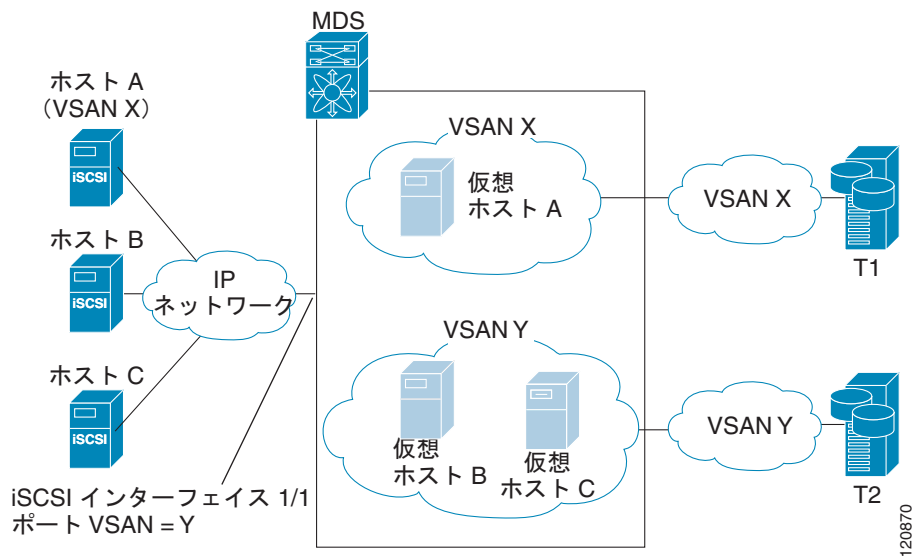 MDS
ホスト A
（VSAN X）
iSCSI
ホスト B
iSCSI
ホスト C
iSCSI
IP
ネットワーク
iSCSI インターフェイス 1/1
ポート VSAN = Y
VSAN X
仮想
ホスト A
VSAN X
T1
VSAN Y
仮想
ホスト B
仮想
ホスト C
VSAN Y
T2
120870